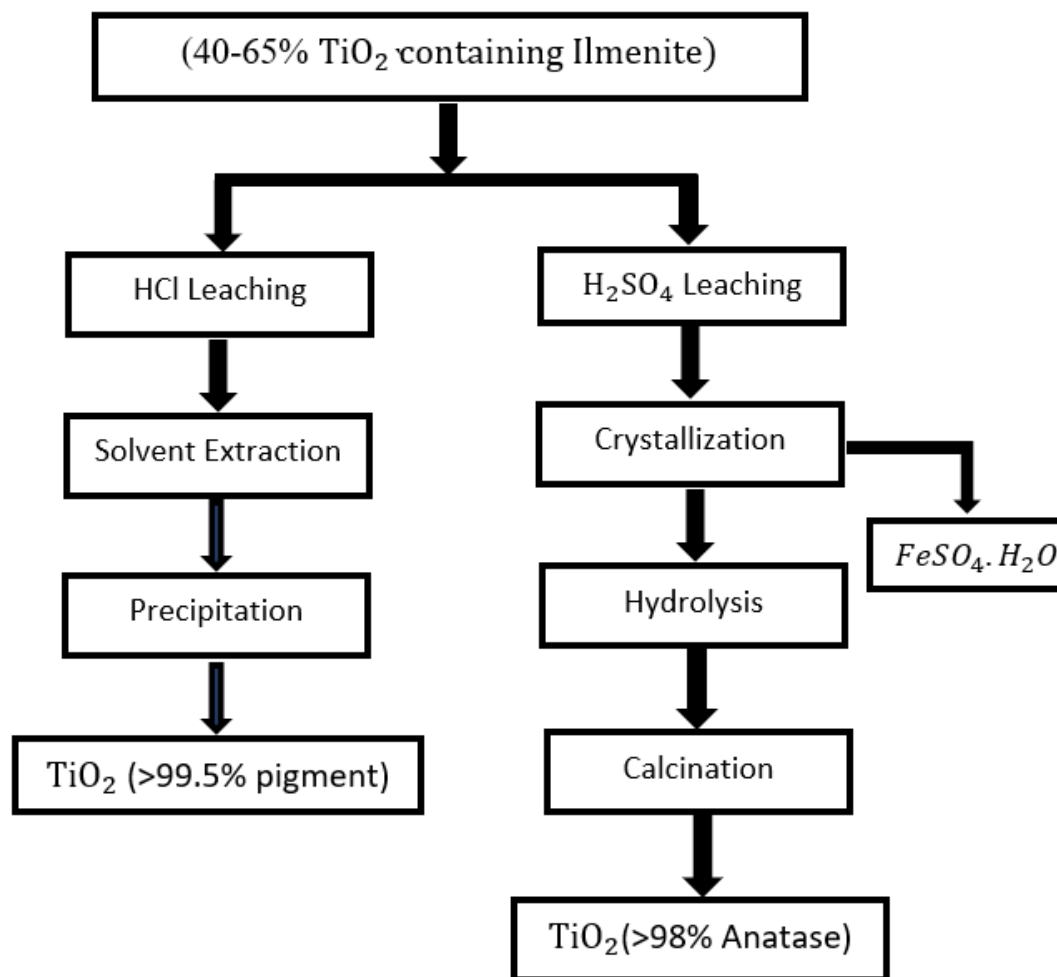 (40-65% TiO₂ containing Ilmenite)
HCl Leaching
Solvent Extraction
Precipitation
TiO₂ (>99.5% pigment)
H₂SO₄ Leaching
Crystallization
FeSO₄.H₂O
Hydrolysis
Calcination
TiO₂(>98% Anatase)